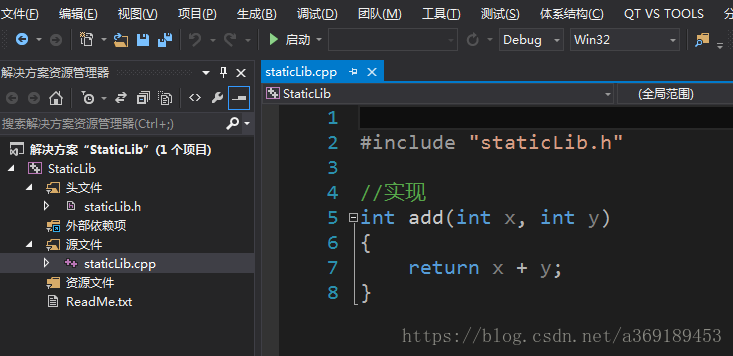 文件(F) 编辑(E) 视图(V) 项目(P) 生成(B) 调试(D) 团队(M) 工具(T) 测试(S) 体系结构(C) QT VS TOOLS
启动 Debug Win32
解决方案资源管理器
搜索解决方案资源管理器(Ctrl+;)
解决方案“StaticLib”(1 个项目)
StaticLib
头文件
staticLib.h
外部依赖项
源文件
staticLib.cpp
资源文件
ReadMe.txt
staticLib.cpp
StaticLib (全局范围)
1
2 #include "staticLib.h"
3
4 //实现
5 int add(int x, int y)
6 {
7 return x + y;
8 }
https://blog.csdn.net/a369189453